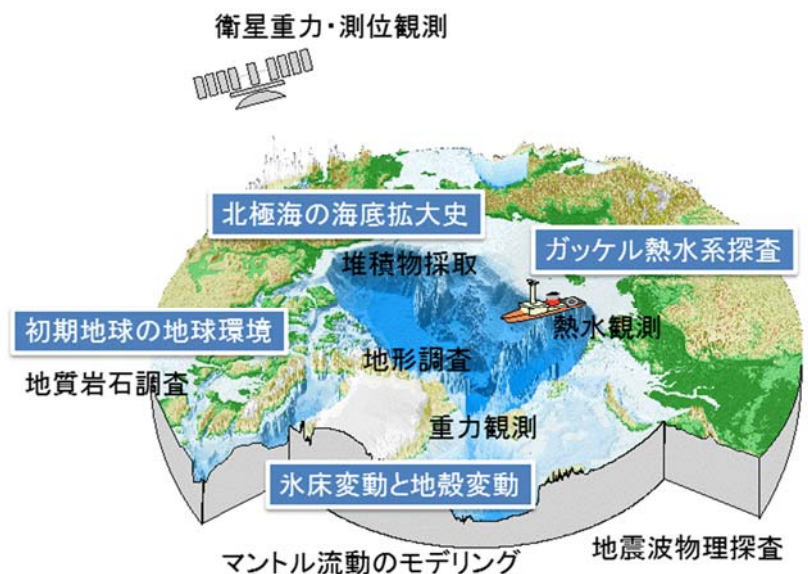 衛星重力・測位観測
北極海の海底拡大史
堆積物採取
ガッケル熱水系探査
初期地球の地球環境
熱水観測
地形調査
地質岩石調査
重力観測
氷床変動と地殻変動
地震波物理探査
マントル流動のモデリング